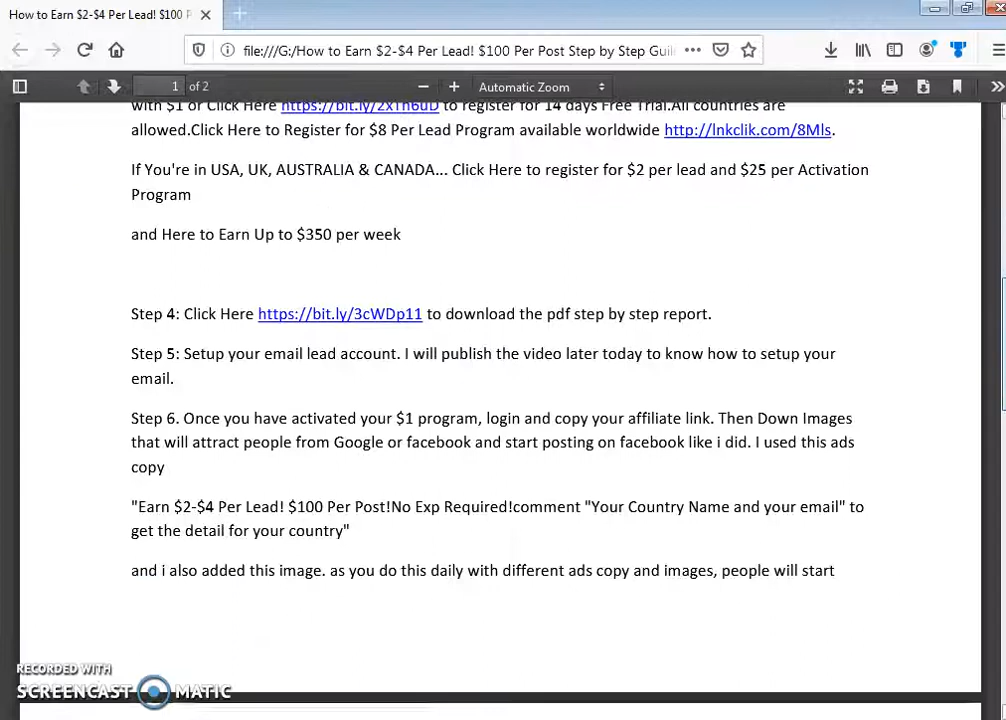 How to Earn $2-$4 Per Lead! $100 P
file:///G:/How to Earn $2-$4 Per Lead! $100 Per Post Step by Step Guid
1 of 2
Automatic Zoom
with $1 or Click Here https://bit.ly/2xTh6uD to register for 14 days Free Trial.All countries are
allowed.Click Here to Register for $8 Per Lead Program available worldwide http://lnkclik.com/8Mls.
If You're in USA, UK, AUSTRALIA & CANADA... Click Here to register for $2 per lead and $25 per Activation
Program
and Here to Earn Up to $350 per week
Step 4: Click Here https://bit.ly/3cWDp11 to download the pdf step by step report.
Step 5: Setup your email lead account. I will publish the video later today to know how to setup your
email.
Step 6. Once you have activated your $1 program, login and copy your affiliate link. Then Down Images
that will attract people from Google or facebook and start posting on facebook like i did. I used this ads
copy
"Earn $2-$4 Per Lead! $100 Per Post!No Exp Required!comment "Your Country Name and your email" to
get the detail for your country"
and i also added this image. as you do this daily with different ads copy and images, people will start
RECORDED WITH
SCREENCAST MATIC